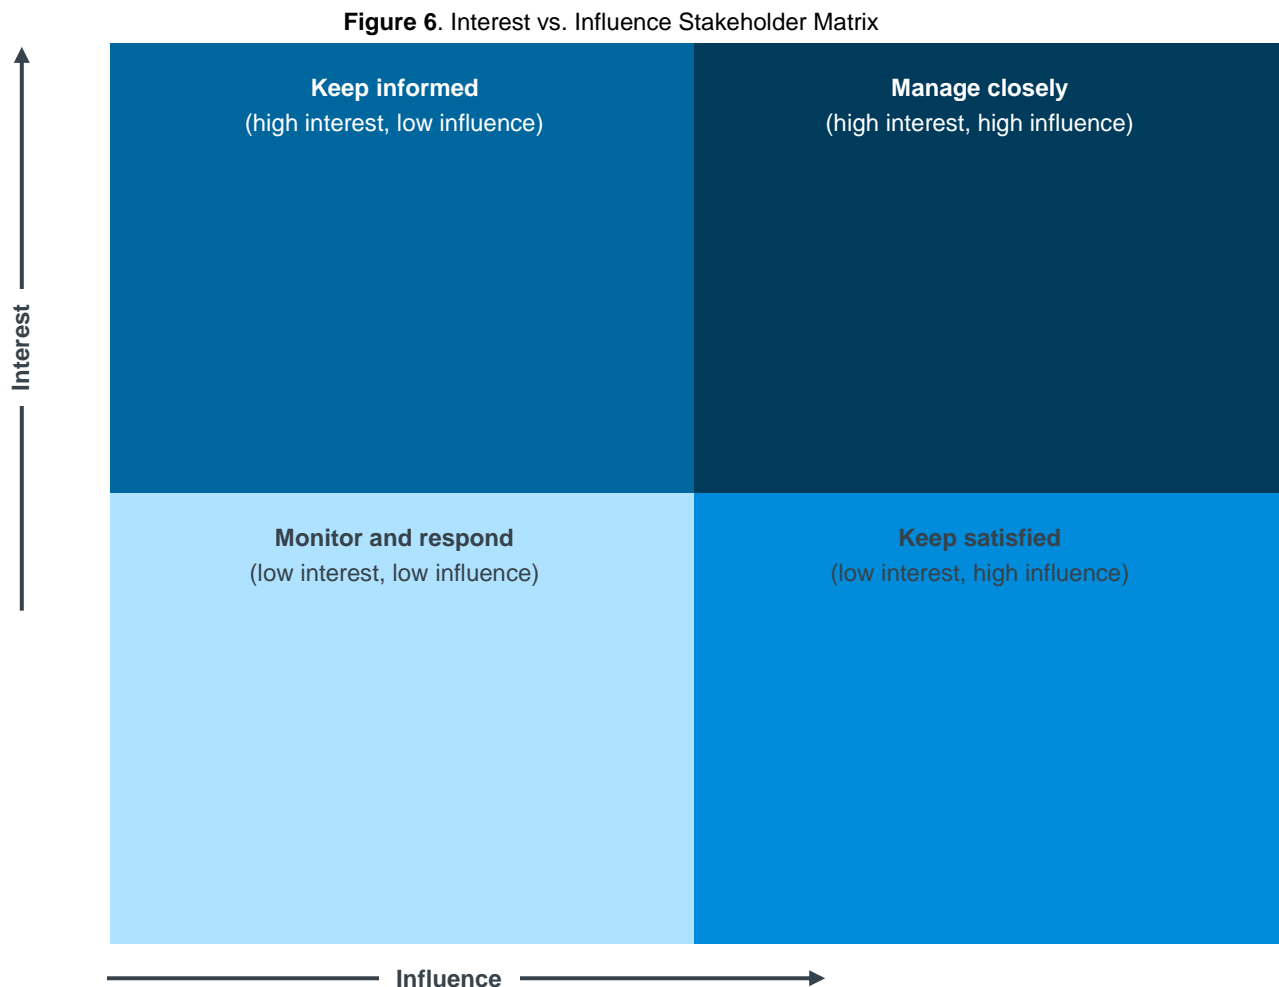 Figure 6. Interest vs. Influence Stakeholder Matrix
Keep informed
(high interest, low influence)
Manage closely
(high interest, high influence)
Interest
Monitor and respond
(low interest, low influence)
Keep satisfied
(low interest, high influence)
Influence